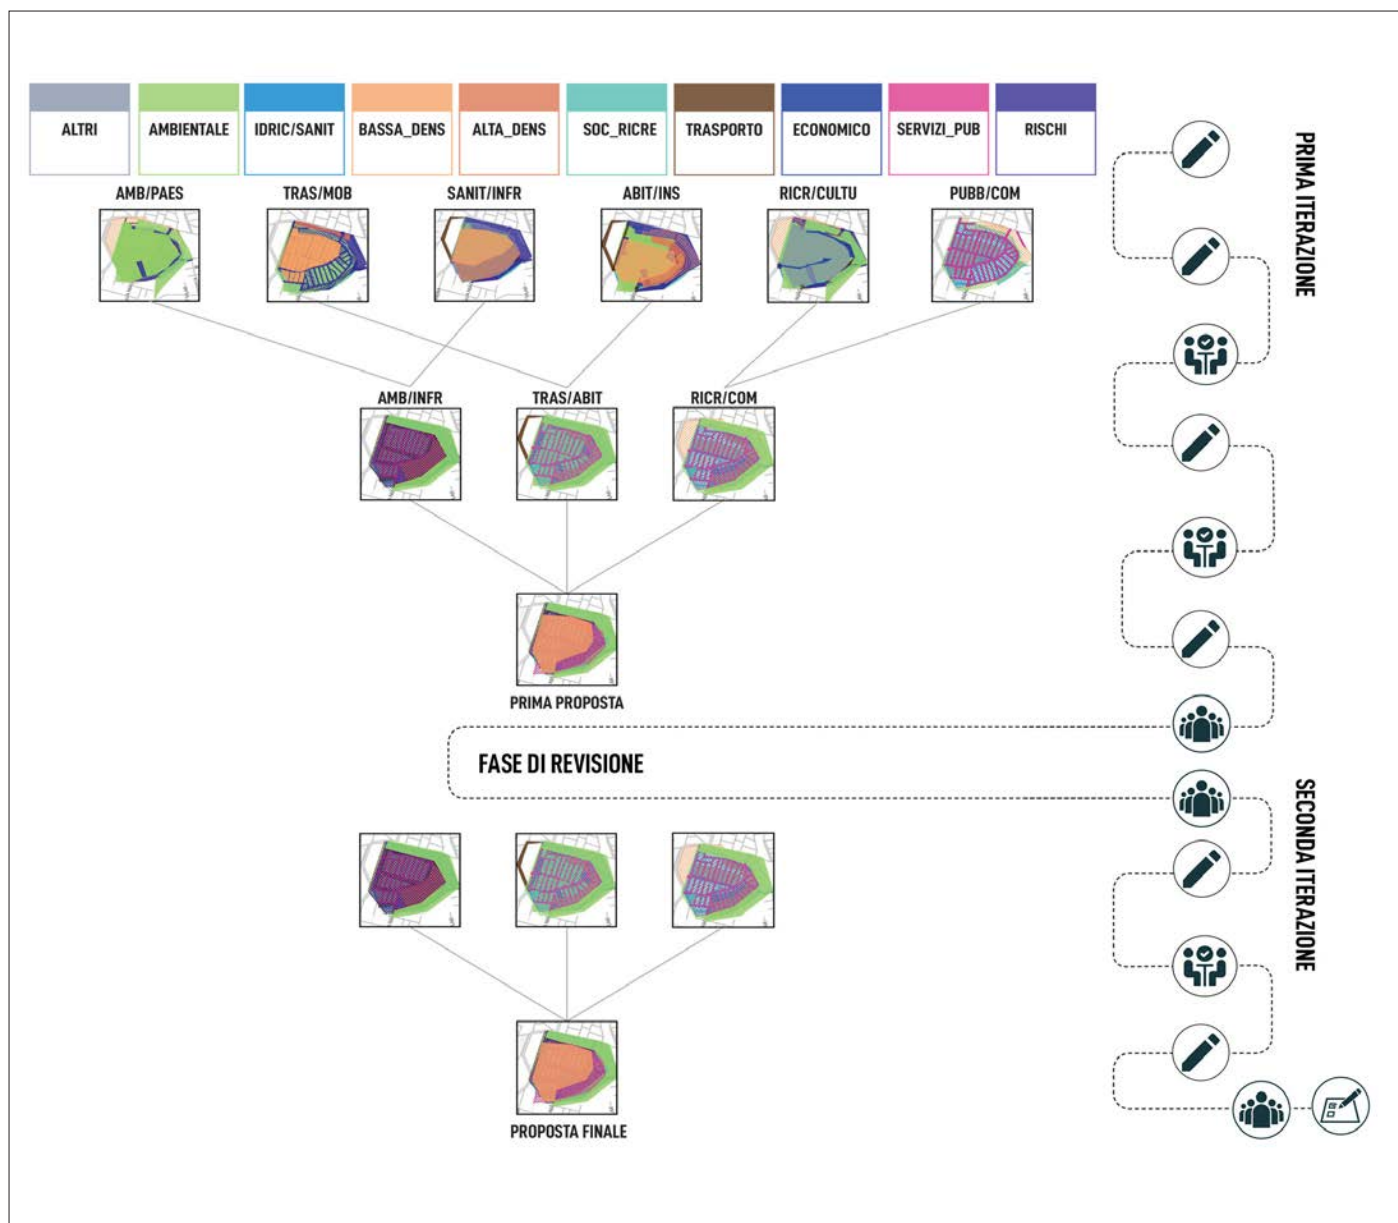 ALTRI
AMBIENTALE
IDRIC/SANIT
BASSA_DENS
ALTA_DENS
SOC_RICRE
TRASPORTO
ECONOMICO
SERVIZI_PUB
RISCHI
AMB/PAES
TRAS/MOB
SANIT/INFR
ABIT/INS
RICR/CULTU
PUBB/COM
PRIMA ITERAZIONE
AMB/INFR
TRAS/ABIT
RICR/COM
PRIMA PROPOSTA
FASE DI REVISIONE
SECONDA ITERAZIONE
PROPOSTA FINALE